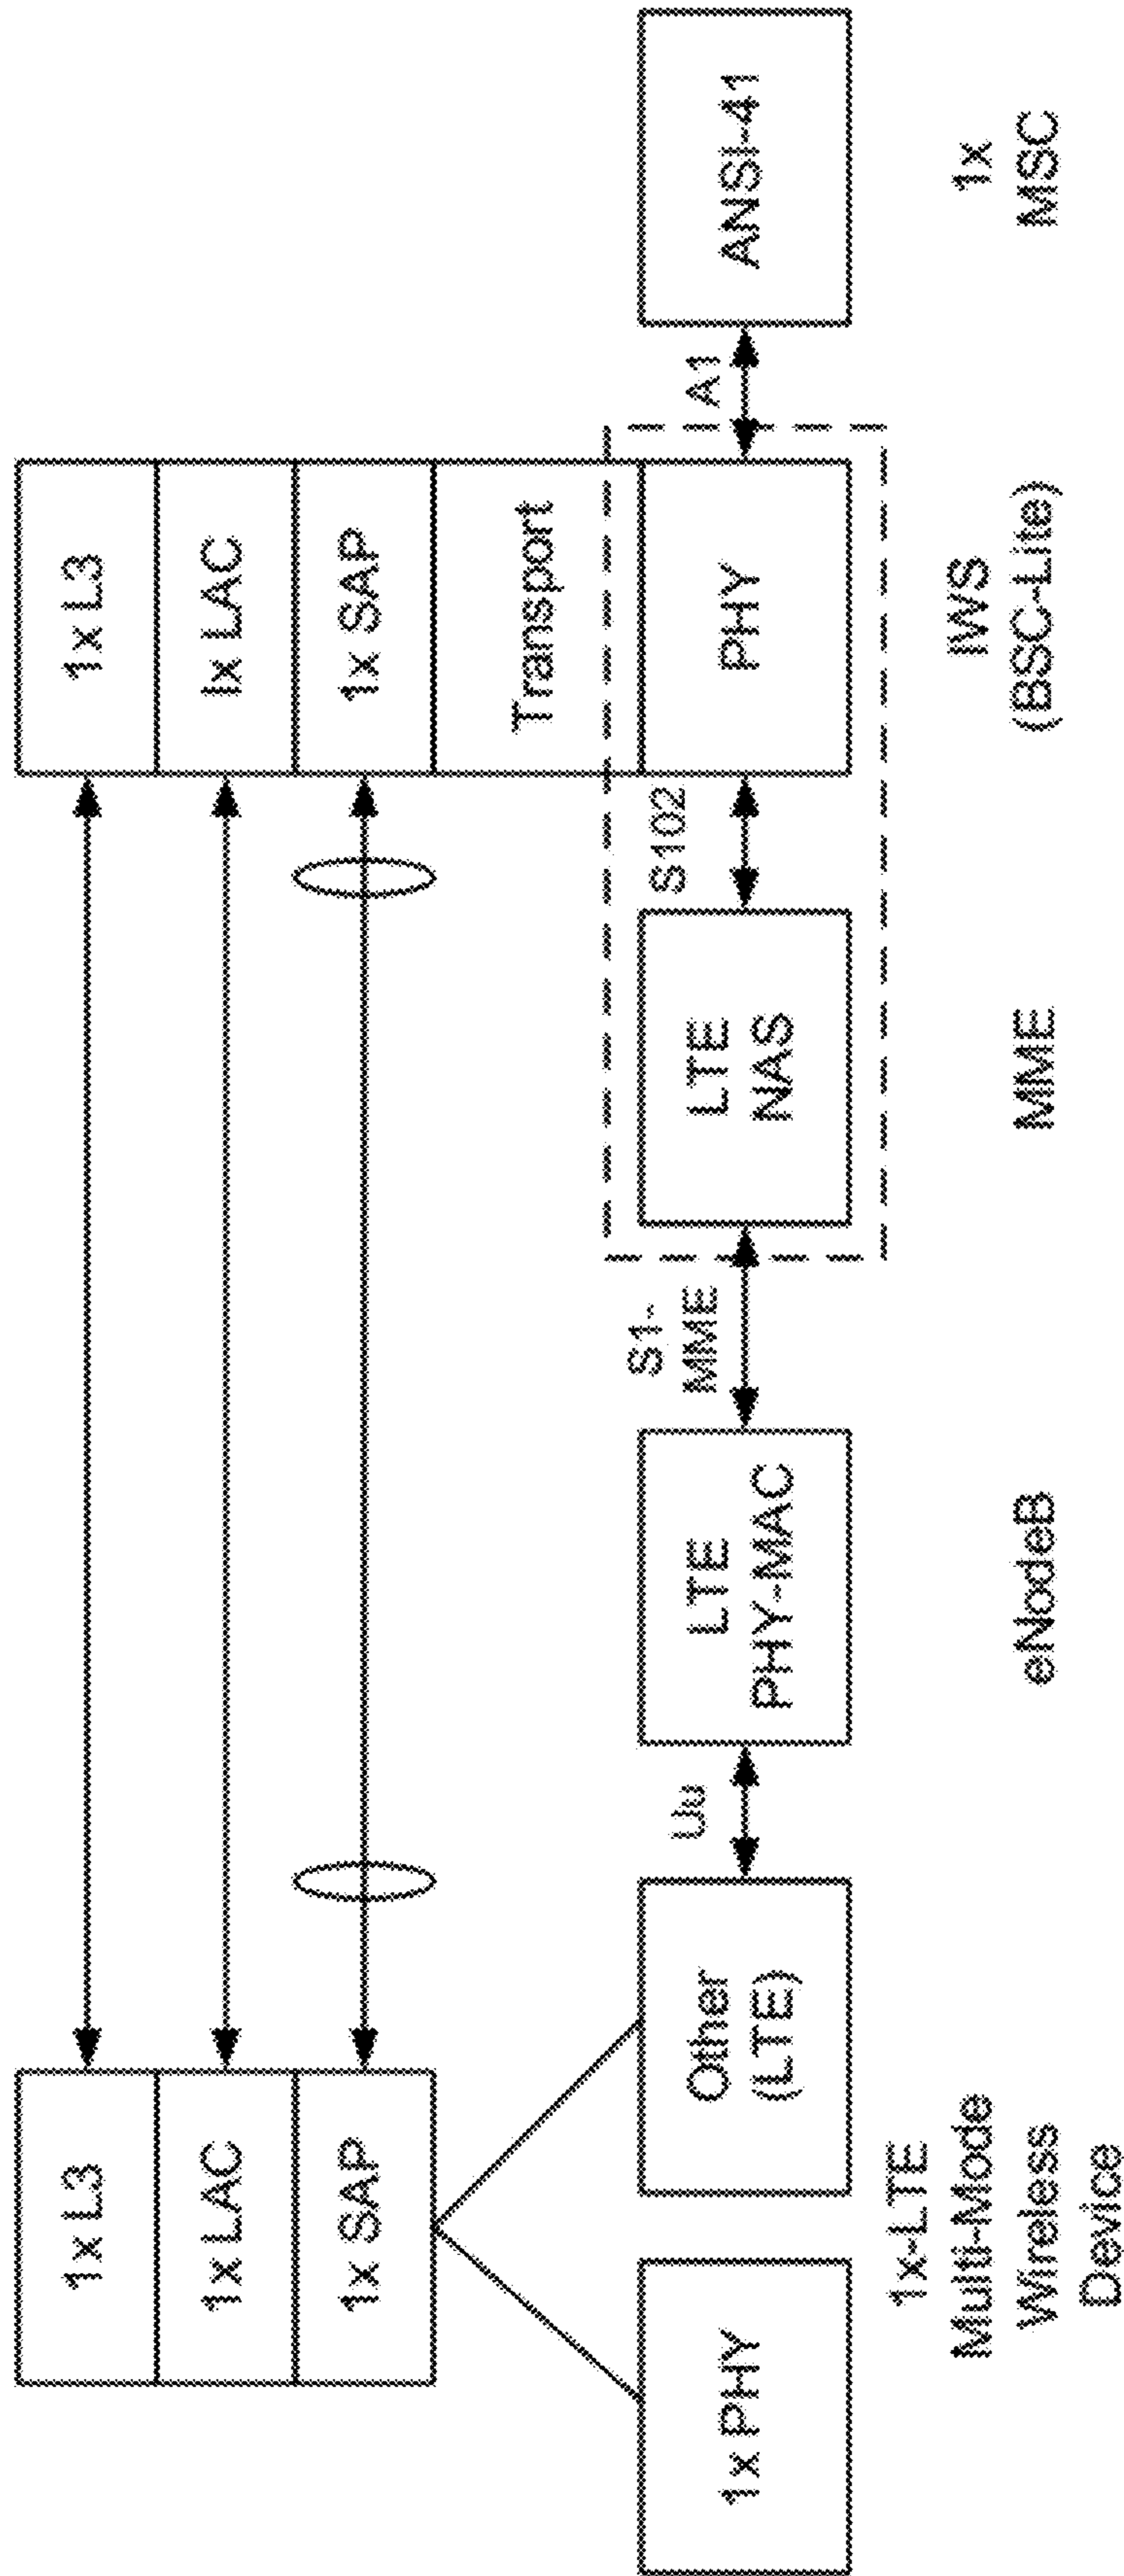 1x L3
1x LAC
1x SAP
1x PHY
Other
(LTE)
1x-LTE
Multi-Mode
Wireless
Device
Uu
LTE
PHY-MAC
eNodeB
S1-
MME
LTE
NAS
MME
S102
1x L3
Ix LAC
1x SAP
Transport
PHY
IWS
(BSC-Lite)
A1
ANSI-41
1x
MSC